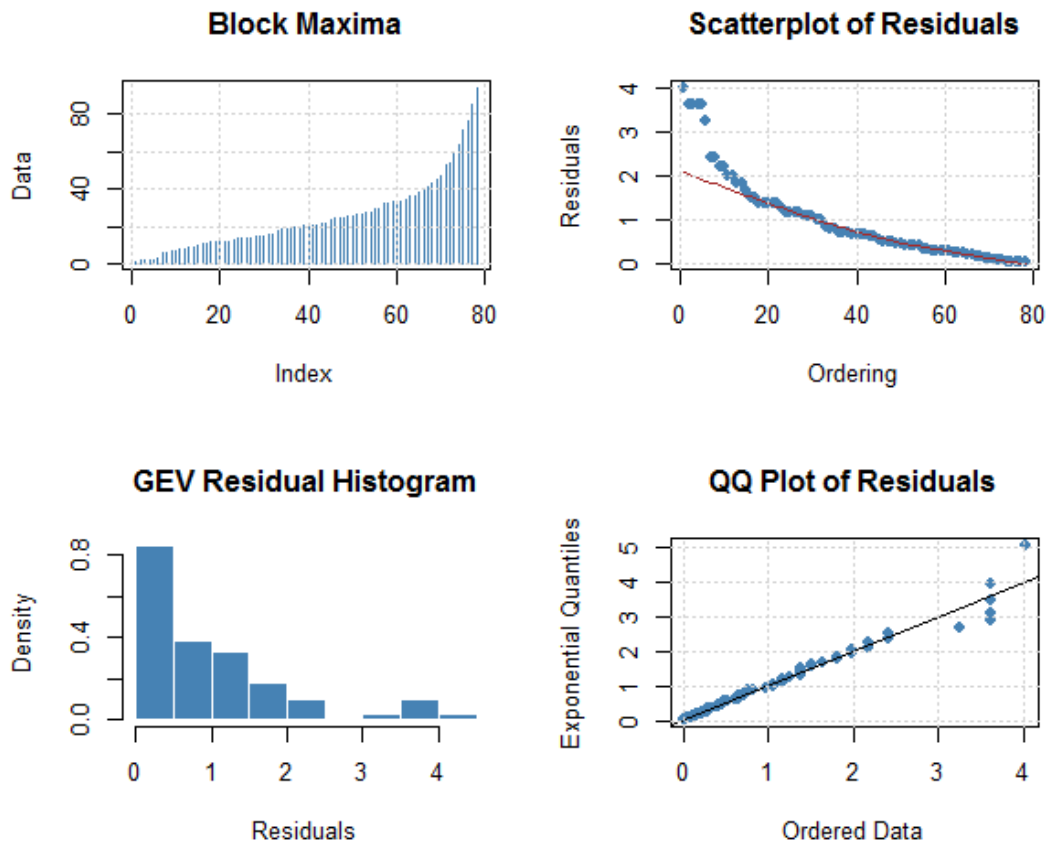 Block Maxima
Data
0 40 80
0 20 40 60 80
Index
Scatterplot of Residuals
Residuals
0 1 2 3 4
0 20 40 60 80
Ordering
GEV Residual Histogram
Density
0.0 0.4 0.8
0 1 2 3 4
Residuals
QQ Plot of Residuals
Exponential Quantiles
0 1 2 3 4 5
0 1 2 3 4
Ordered Data